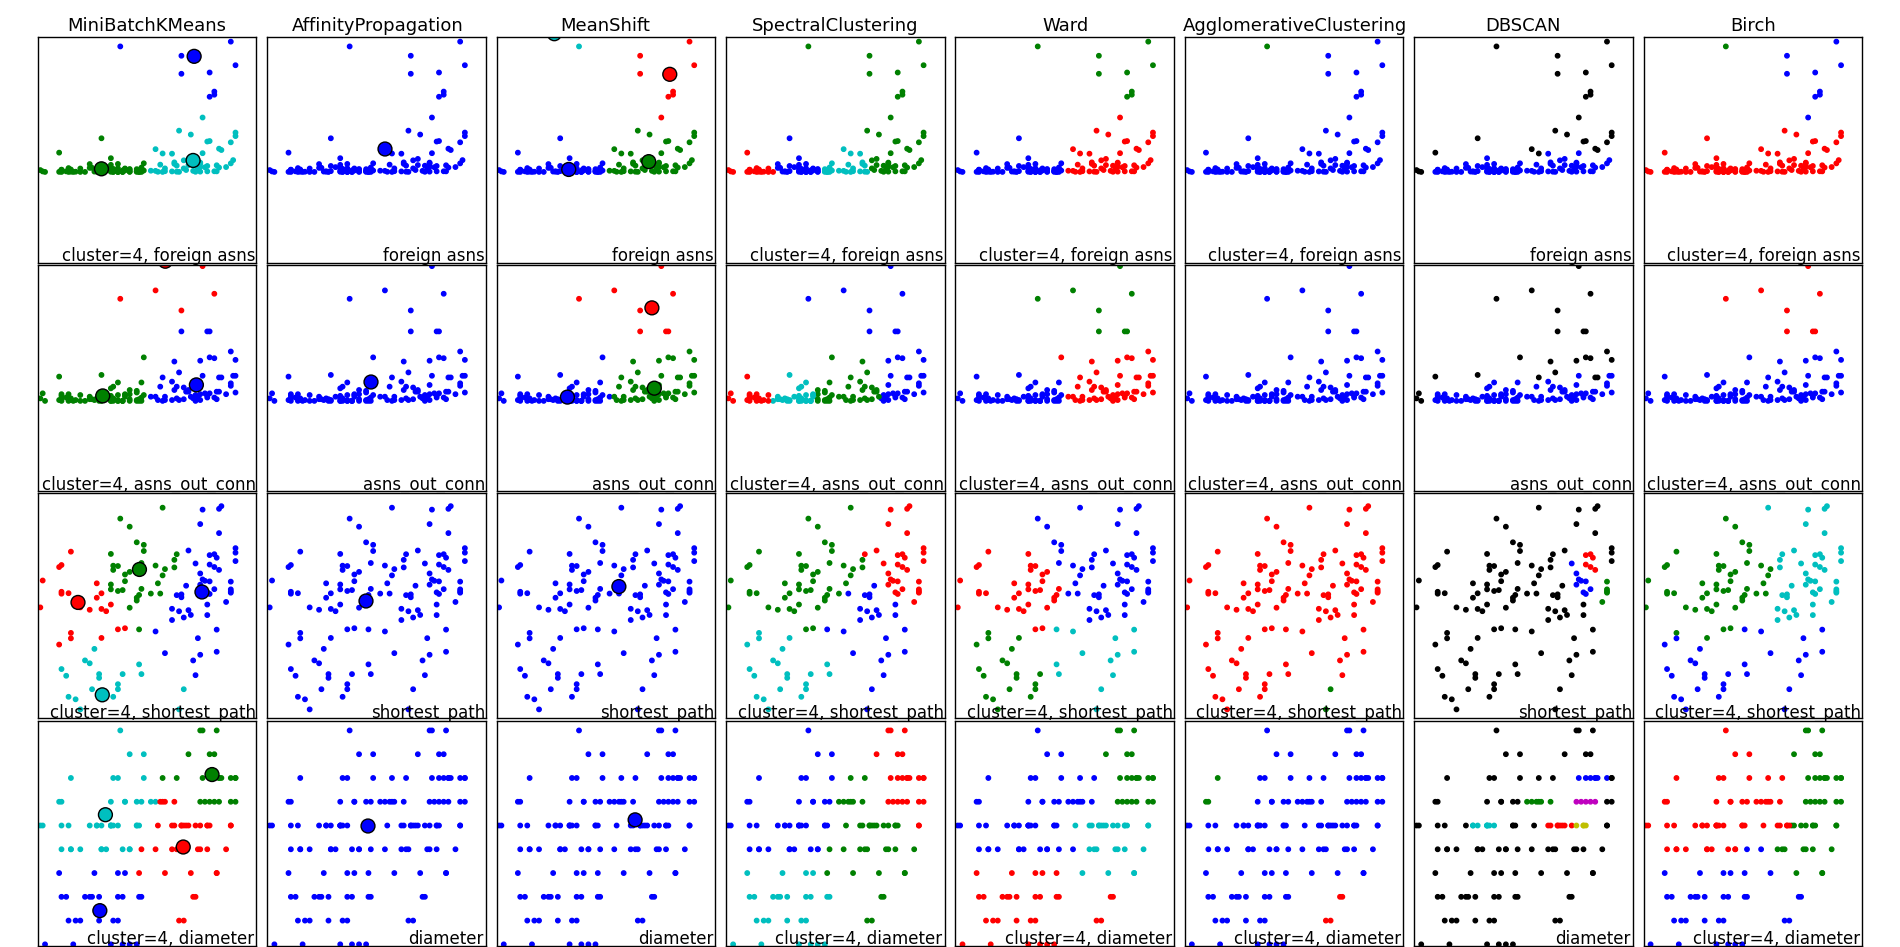 MiniBatchKMeans AffinityPropagation MeanShift SpectralClustering Ward AgglomerativeClustering DBSCAN Birch
cluster=4, foreign asns foreign asns foreign asns cluster=4, foreign asns cluster=4, foreign asns cluster=4, foreign asns foreign asns cluster=4, foreign asns
cluster=4, asns_out_conn asns_out_conn asns_out_conn cluster=4, asns_out_conn cluster=4, asns_out_conn cluster=4, asns_out_conn asns_out_conn cluster=4, asns_out_conn
cluster=4, shortest_path shortest_path shortest_path cluster=4, shortest_path cluster=4, shortest_path cluster=4, shortest_path shortest_path cluster=4, shortest_path
cluster=4, diameter diameter diameter cluster=4, diameter cluster=4, diameter cluster=4, diameter diameter cluster=4, diameter